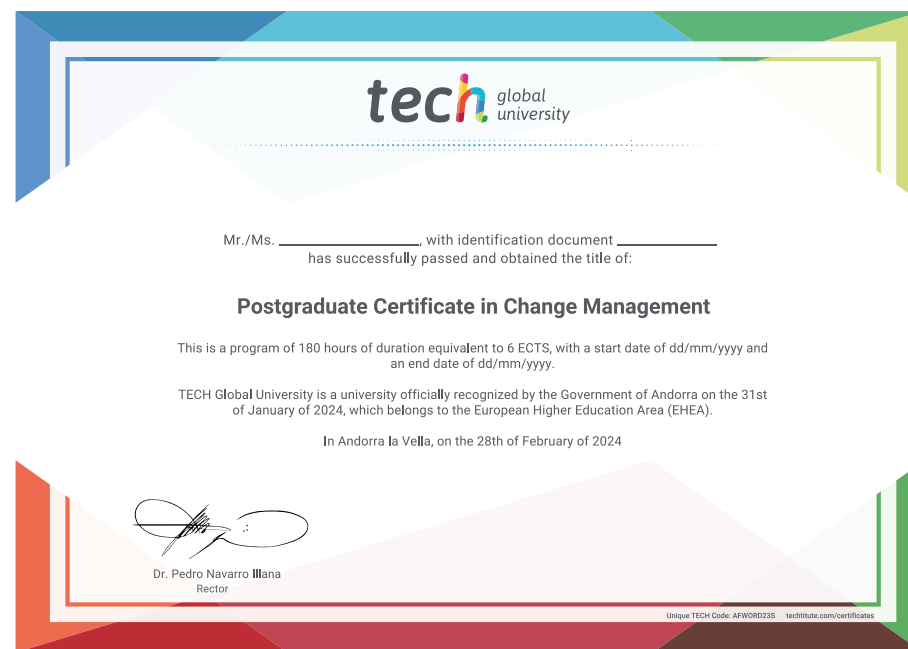 tech global
university
Mr./Ms. ____________________, with identification document ______________
has successfully passed and obtained the title of:
Postgraduate Certificate in Change Management
This is a program of 180 hours of duration equivalent to 6 ECTS, with a start date of dd/mm/yyyy and
an end date of dd/mm/yyyy.
TECH Global University is a university officially recognized by the Government of Andorra on the 31st
of January of 2024, which belongs to the European Higher Education Area (EHEA).
In Andorra la Vella, on the 28th of February of 2024
Dr. Pedro Navarro Illana
Rector
Unique TECH Code: AFWORD23S techtitute.com/certificates